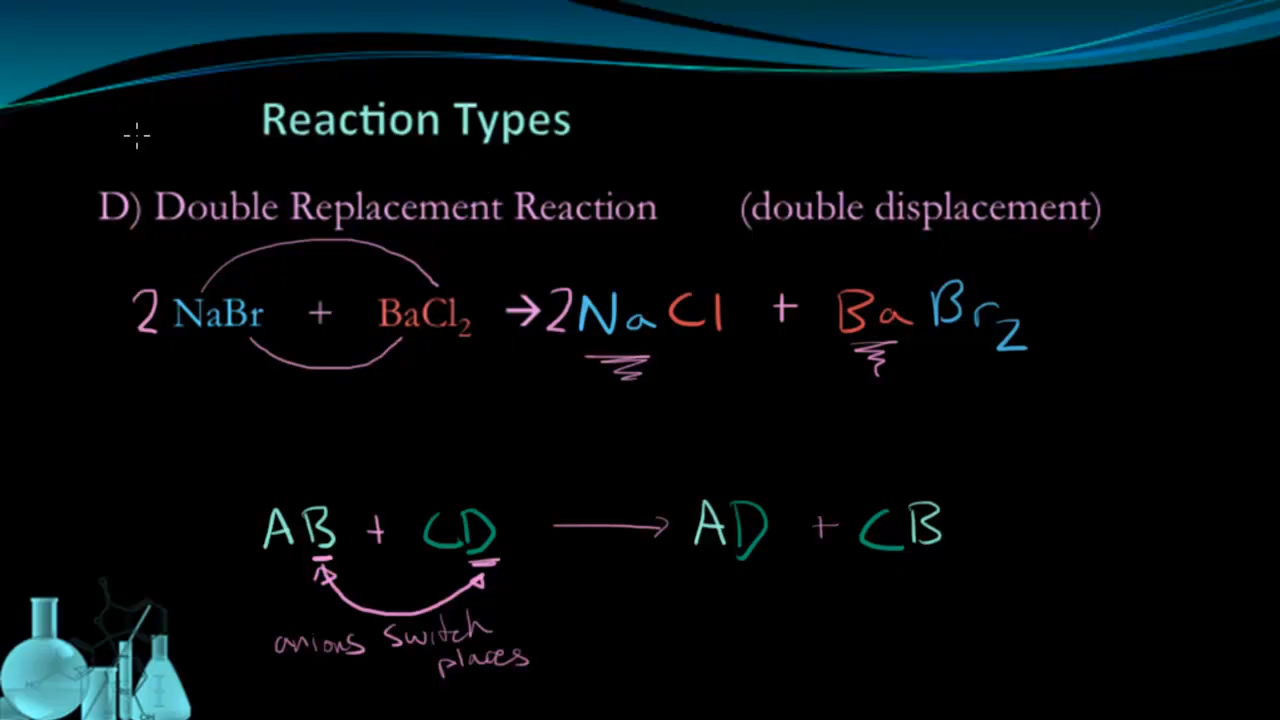 Reaction Types
D) Double Replacement Reaction (double displacement)
2 NaBr + BaCl₂ → 2NaCl + BaBr₂
AB + CD → AD + CB
anions switch
places
OH